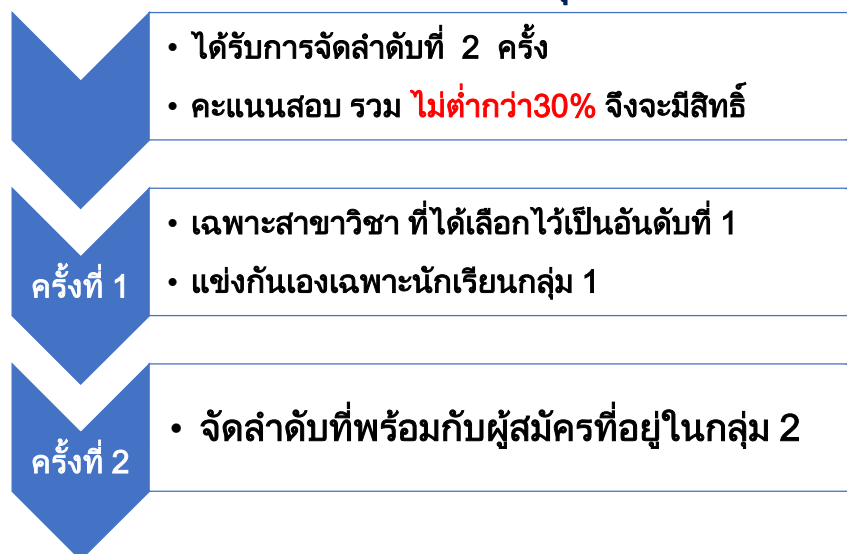 • ได้รับการจัดลำดับที่ 2 ครั้ง
• คะแนนสอบ รวม ไม่ต่ำกว่า30% จึงจะมีสิทธิ์
• เฉพาะสาขาวิชา ที่ได้เลือกไว้เป็นอันดับที่ 1
ครั้งที่ 1
• แข่งกันเองเฉพาะนักเรียนกลุ่ม 1
• จัดลำดับที่พร้อมกับผู้สมัครที่อยู่ในกลุ่ม 2
ครั้งที่ 2